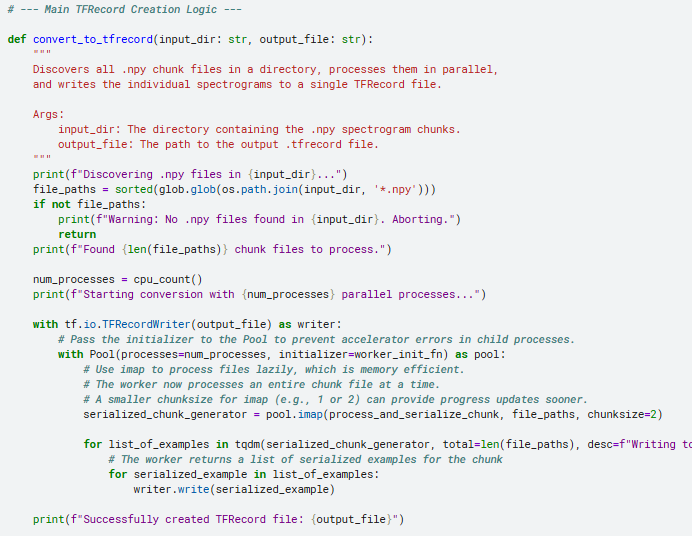 # --- Main TFRecord Creation Logic ---
def convert_to_tfrecord(input_dir: str, output_file: str):
"""
Discovers all .npy chunk files in a directory, processes them in parallel,
and writes the individual spectrograms to a single TFRecord file.
Args:
input_dir: The directory containing the .npy spectrogram chunks.
output_file: The path to the output .tfrecord file.
"""
print(f"Discovering .npy files in {input_dir}...")
file_paths = sorted(glob.glob(os.path.join(input_dir, '*.npy')))
if not file_paths:
print(f"Warning: No .npy files found in {input_dir}. Aborting.")
return
print(f"Found {len(file_paths)} chunk files to process.")
num_processes = cpu_count()
print(f"Starting conversion with {num_processes} parallel processes...")
with tf.io.TFRecordWriter(output_file) as writer:
# Pass the initializer to the Pool to prevent accelerator errors in child processes.
with Pool(processes=num_processes, initializer=worker_init_fn) as pool:
# Use imap to process files lazily, which is memory efficient.
# The worker now processes an entire chunk file at a time.
# A smaller chunksize for imap (e.g., 1 or 2) can provide progress updates sooner.
serialized_chunk_generator = pool.imap(process_and_serialize_chunk, file_paths, chunksize=2)
for list_of_examples in tqdm(serialized_chunk_generator, total=len(file_paths), desc=f"Writing to
# The worker returns a list of serialized examples for the chunk
for serialized_example in list_of_examples:
writer.write(serialized_example)
print(f"Successfully created TFRecord file: {output_file}")